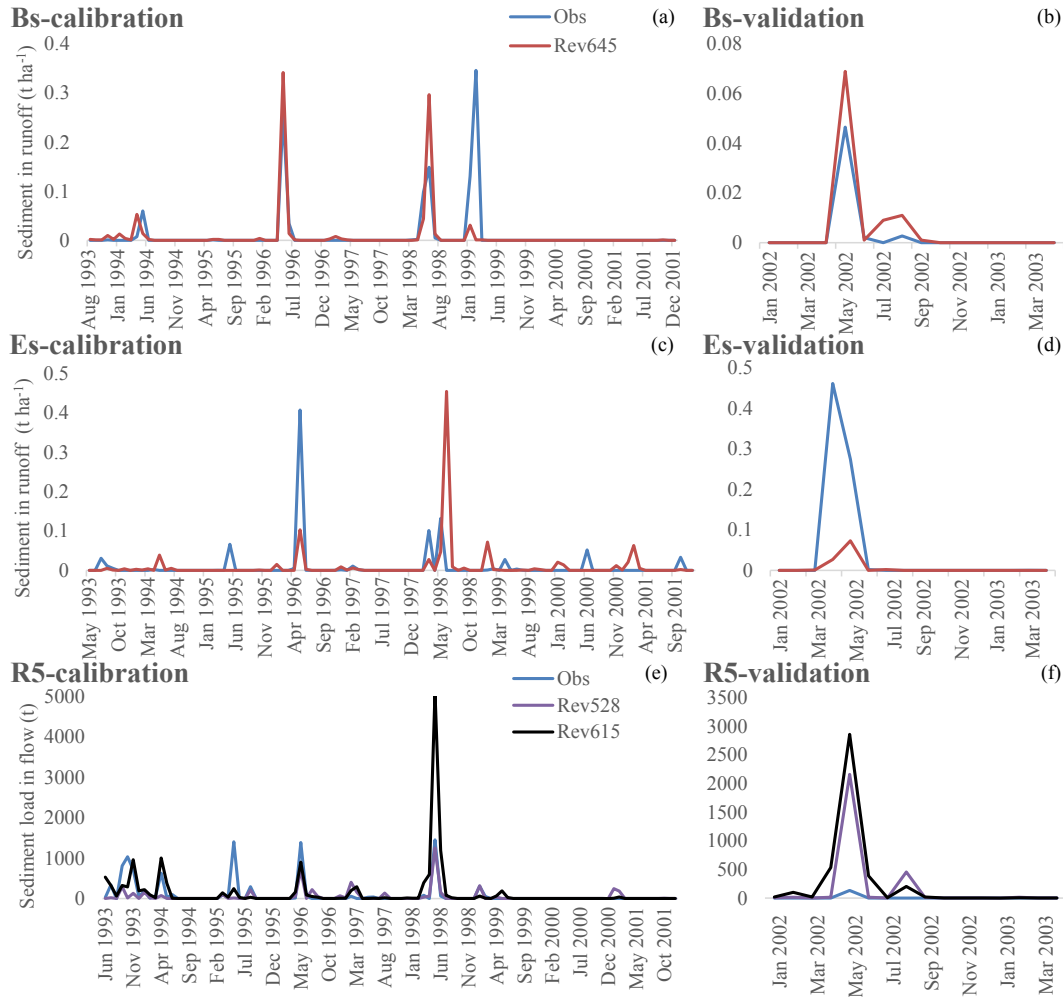 Bs-calibration
(a)
Obs
Rev645
Sediment in runoff (t ha⁻¹)
0.4
0.3
0.2
0.1
0
Aug 1993
Jan 1994
Jun 1994
Nov 1994
Apr 1995
Sep 1995
Feb 1996
Jul 1996
Dec 1996
May 1997
Oct 1997
Mar 1998
Aug 1998
Jan 1999
Jun 1999
Nov 1999
Apr 2000
Sep 2000
Feb 2001
Jul 2001
Dec 2001
Bs-validation
(b)
0.08
0.06
0.04
0.02
0
Jan 2002
Mar 2002
May 2002
Jul 2002
Sep 2002
Nov 2002
Jan 2003
Mar 2003
Es-calibration
(c)
Sediment in runoff (t ha⁻¹)
0.5
0.4
0.3
0.2
0.1
0
May 1993
Oct 1993
Mar 1994
Aug 1994
Jan 1995
Jun 1995
Nov 1995
Apr 1996
Sep 1996
Feb 1997
Jul 1997
Dec 1997
May 1998
Oct 1998
Mar 1999
Aug 1999
Jan 2000
Jun 2000
Nov 2000
Apr 2001
Sep 2001
Es-validation
(d)
0.5
0.4
0.3
0.2
0.1
0
Jan 2002
Mar 2002
May 2002
Jul 2002
Sep 2002
Nov 2002
Jan 2003
Mar 2003
R5-calibration
(e)
Obs
Rev528
Rev615
Sediment load in flow (t)
5000
4000
3000
2000
1000
0
Jun 1993
Nov 1993
Apr 1994
Sep 1994
Feb 1995
Jul 1995
Dec 1995
May 1996
Oct 1996
Mar 1997
Aug 1997
Jan 1998
Jun 1998
Nov 1998
Apr 1999
Sep 1999
Feb 2000
Jul 2000
Dec 2000
May 2001
Oct 2001
R5-validation
(f)
3500
3000
2500
2000
1500
1000
500
0
Jan 2002
Mar 2002
May 2002
Jul 2002
Sep 2002
Nov 2002
Jan 2003
Mar 2003